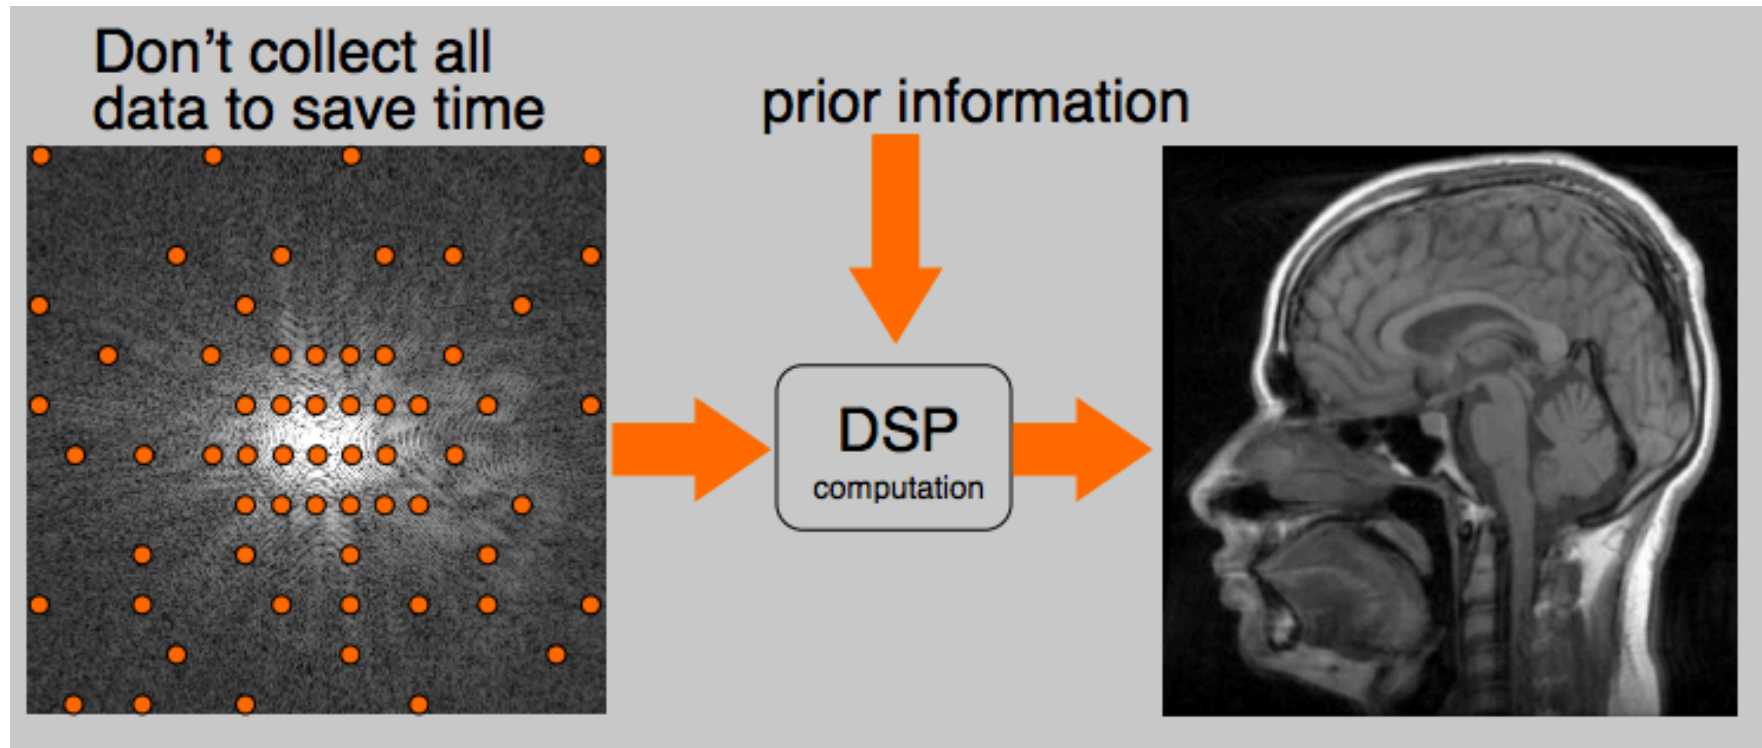 Don't collect all
data to save time
prior information
DSP
computation